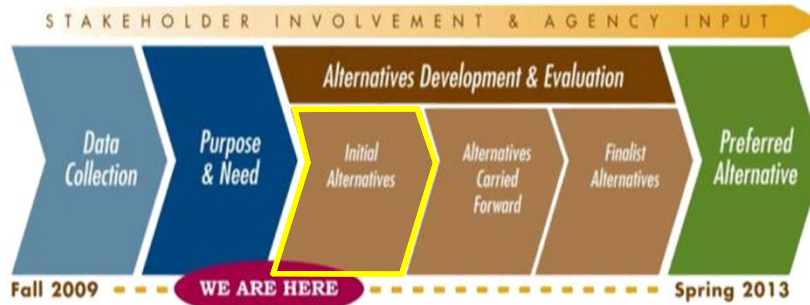 STAKEHOLDER INVOLVEMENT & AGENCY INPUT
Alternatives Development & Evaluation
Data
Collection
Purpose
& Need
Initial
Alternatives
Alternatives
Carried
Forward
Finalist
Alternatives
Preferred
Alternative
Fall 2009
WE ARE HERE
Spring 2013